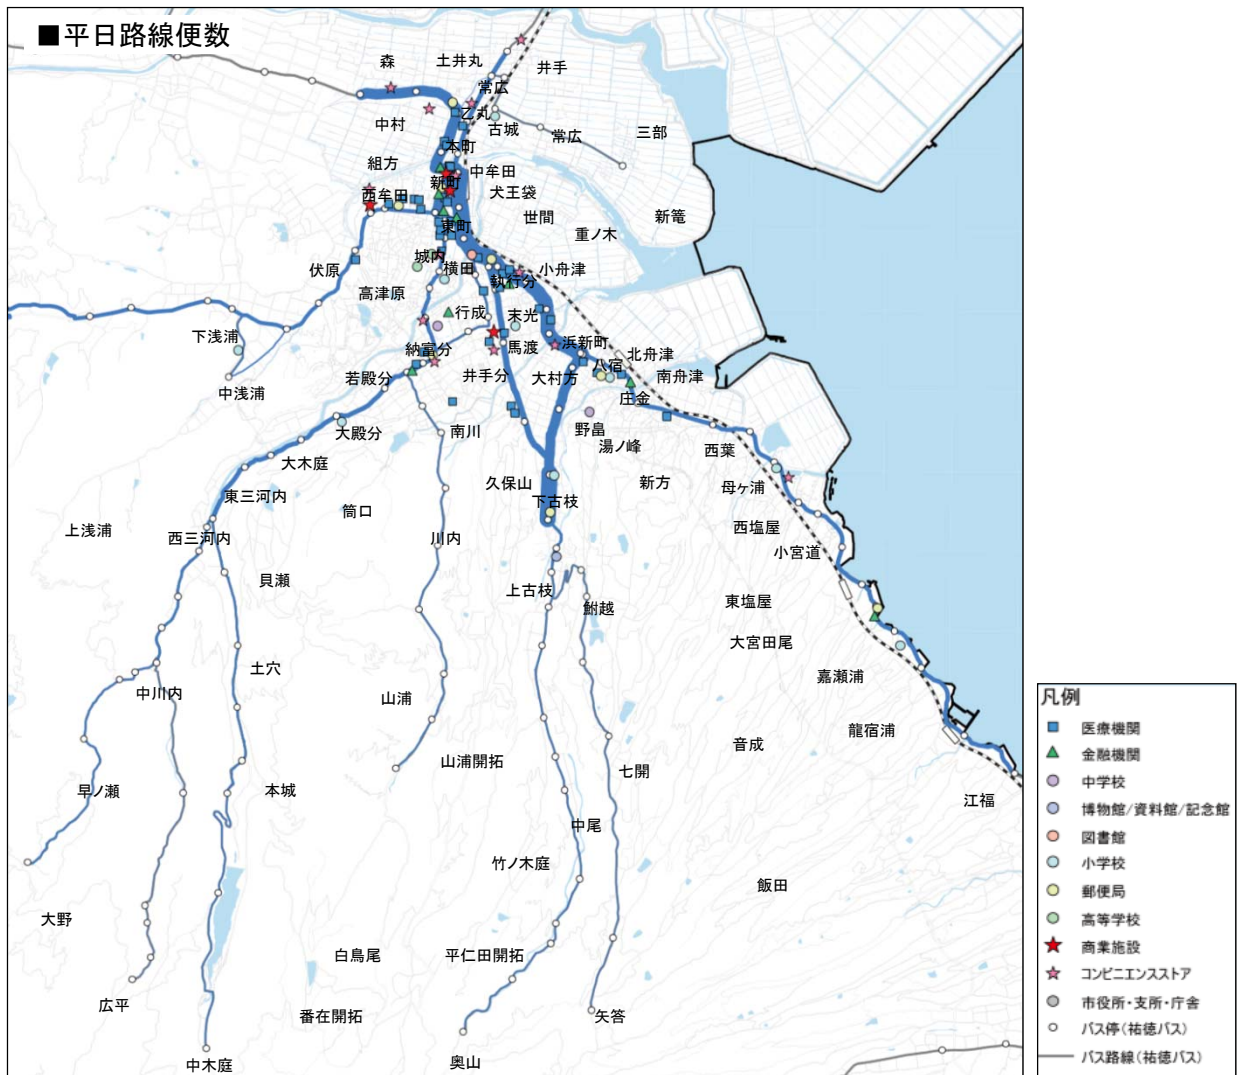 ■平日路線便数
森
土井丸
井手
常広
乙丸
古城
中村
常広
三部
本町
組方
中牟田
新町
西牟田
犬王袋
世間
新篭
東町
重ノ木
城内
伏原
横田
小舟津
執行分
高津原
行成
末光
下浅浦
納富分
馬渡
浜新町
北舟津
八宿
若殿分
井手分
大村方
南舟津
中浅浦
庄金
大殿分
南川
野畠
湯ノ峰
西葉
大木庭
久保山
新方
母ヶ浦
東三河内
下古枝
筒口
上浅浦
西塩屋
西三河内
川内
小宮道
貝瀬
上古枝
東塩屋
鮒越
大宮田尾
土穴
嘉瀬浦
中川内
山浦
龍宿浦
音成
山浦開拓
七開
早ノ瀬
本城
江福
中尾
竹ノ木庭
飯田
大野
白鳥尾
平仁田開拓
広平
番在開拓
矢答
中木庭
奥山
凡例
医療機関
金融機関
中学校
博物館/資料館/記念館
図書館
小学校
郵便局
高等学校
商業施設
コンビニエンスストア
市役所・支所・庁舎
バス停(祐徳バス)
バス路線(祐徳バス)